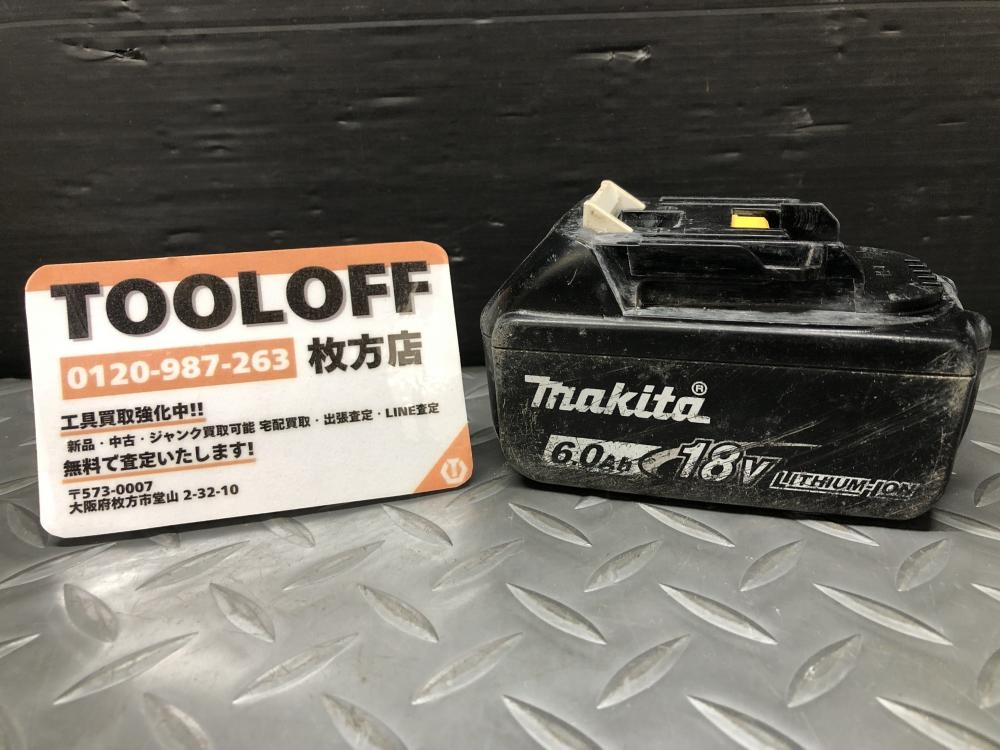 TOOLOFF
0120-987-263 枚方店
工具買取強化中!!
新品・中古・ジャンク買取可能 宅配買取・出張査定・LINE査定
無料で査定いたします!
〒573-0007
大阪府枚方市堂山 2-32-10
makita®
6.0Ah 18V LITHIUM-ION